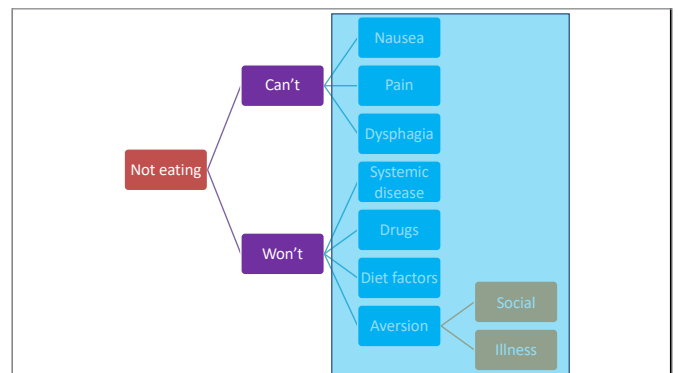 Not eating
Can’t
Nausea
Pain
Dysphagia
Won’t
Systemic
disease
Drugs
Diet factors
Aversion
Social
Illness